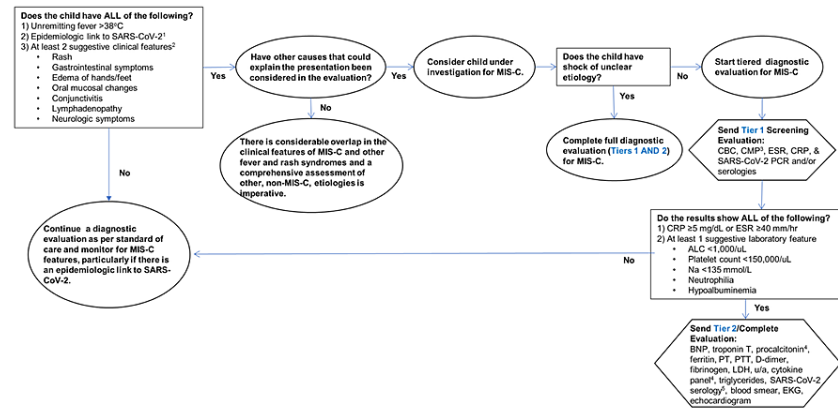 Does the child have ALL of the following?
1) Unremitting fever >38°C
2) Epidemiologic link to SARS-CoV-2¹
3) At least 2 suggestive clinical features²
• Rash
• Gastrointestinal symptoms
• Edema of hands/feet
• Oral mucosal changes
• Conjunctivitis
• Lymphadenopathy
• Neurologic symptoms
Yes
Have other causes that could
explain the presentation been
considered in the evaluation?
Yes
Consider child under
investigation for MIS-C.
Does the child have
shock of unclear
etiology?
No
Start tiered diagnostic
evaluation for MIS-C
No
There is considerable overlap in the
clinical features of MIS-C and other
fever and rash syndromes and a
comprehensive assessment of
other, non-MIS-C, etiologies is
imperative.
Yes
Complete full diagnostic
evaluation (Tiers 1 AND 2)
for MIS-C.
Send Tier 1 Screening
Evaluation:
CBC, CMP³, ESR, CRP, &
SARS-CoV-2 PCR and/or
serologies
No
Continue a diagnostic
evaluation as per standard of
care and monitor for MIS-C
features, particularly if there is
an epidemiologic link to SARS-
CoV-2.
Do the results show ALL of the following?
1) CRP ≥5 mg/dL or ESR ≥40 mm/hr
2) At least 1 suggestive laboratory feature
• ALC <1,000/uL
• Platelet count <150,000/uL
• Na <135 mmol/L
• Neutrophilia
• Hypoalbuminemia
No
Yes
Send Tier 2/Complete
Evaluation:
BNP, troponin T, procalcitonin⁴,
ferritin, PT, PTT, D-dimer,
fibrinogen, LDH, u/a, cytokine
panel⁴, triglycerides, SARS-CoV-2
serology⁵, blood smear, EKG,
echocardiogram